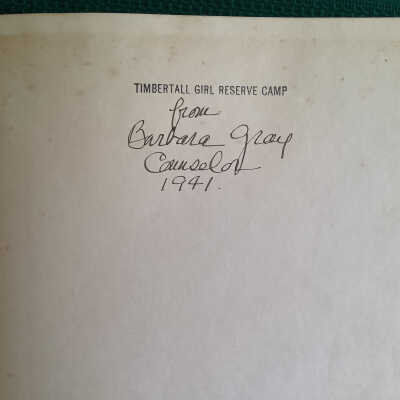 TIMBERTALL GIRL RESERVE CAMP
from
Barbara Gray
Counselor
1941.